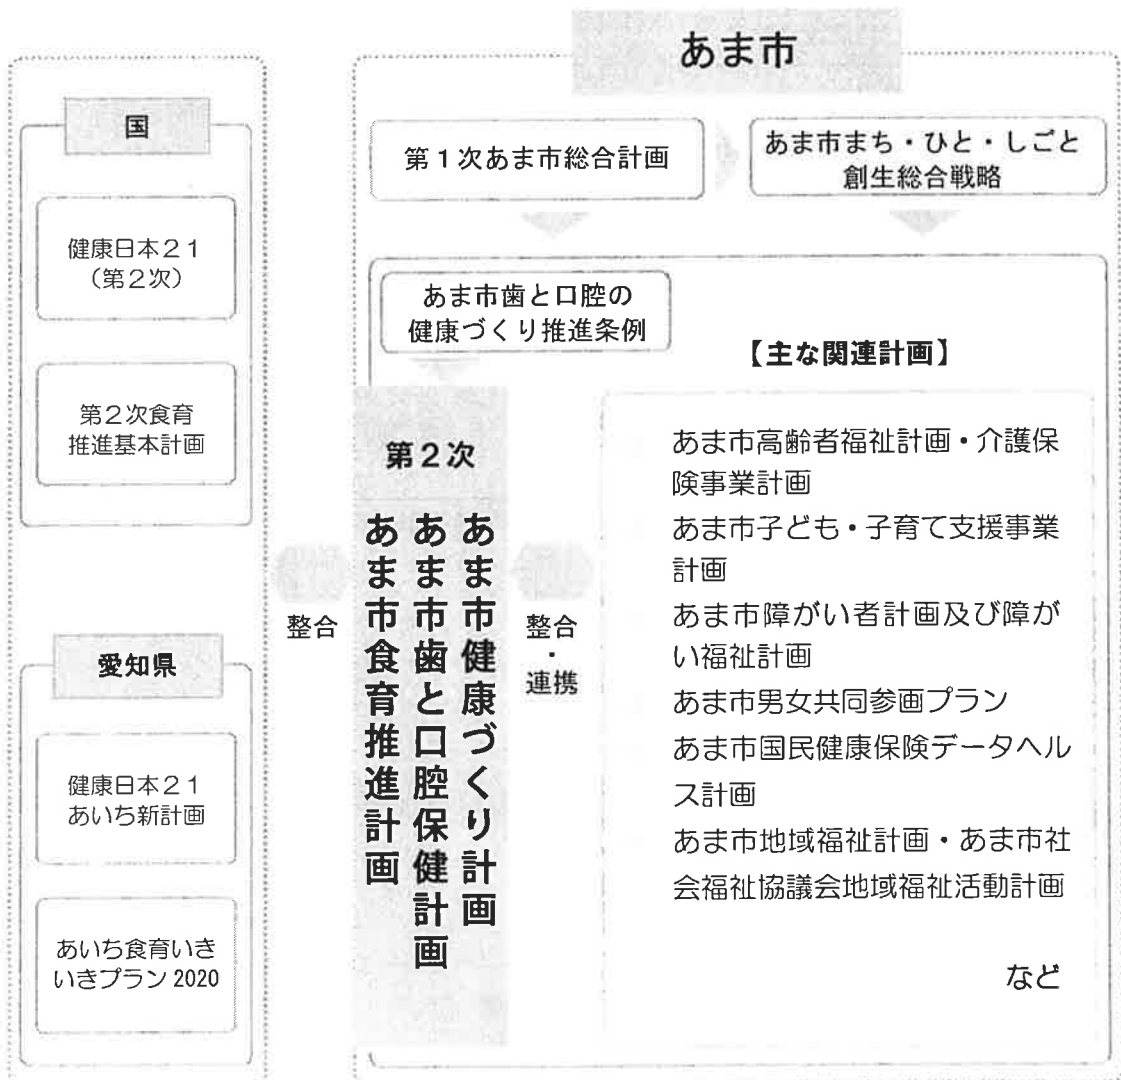 国
健康日本２１
（第２次）
第２次食育
推進基本計画
愛知県
健康日本２１
あいち新計画
あいち食育いき
いきプラン 2020
整合
あま市
第１次あま市総合計画
あま市まち・ひと・しごと
創生総合戦略
あま市歯と口腔の
健康づくり推進条例
第２次
あま市健康づくり計画
あま市歯と口腔保健計画
あま市食育推進計画
整合
・
連携
【主な関連計画】
あま市高齢者福祉計画・介護保
険事業計画
あま市子ども・子育て支援事業
計画
あま市障がい者計画及び障が
い福祉計画
あま市男女共同参画プラン
あま市国民健康保険データヘル
ス計画
あま市地域福祉計画・あま市社
会福祉協議会地域福祉活動計画
など